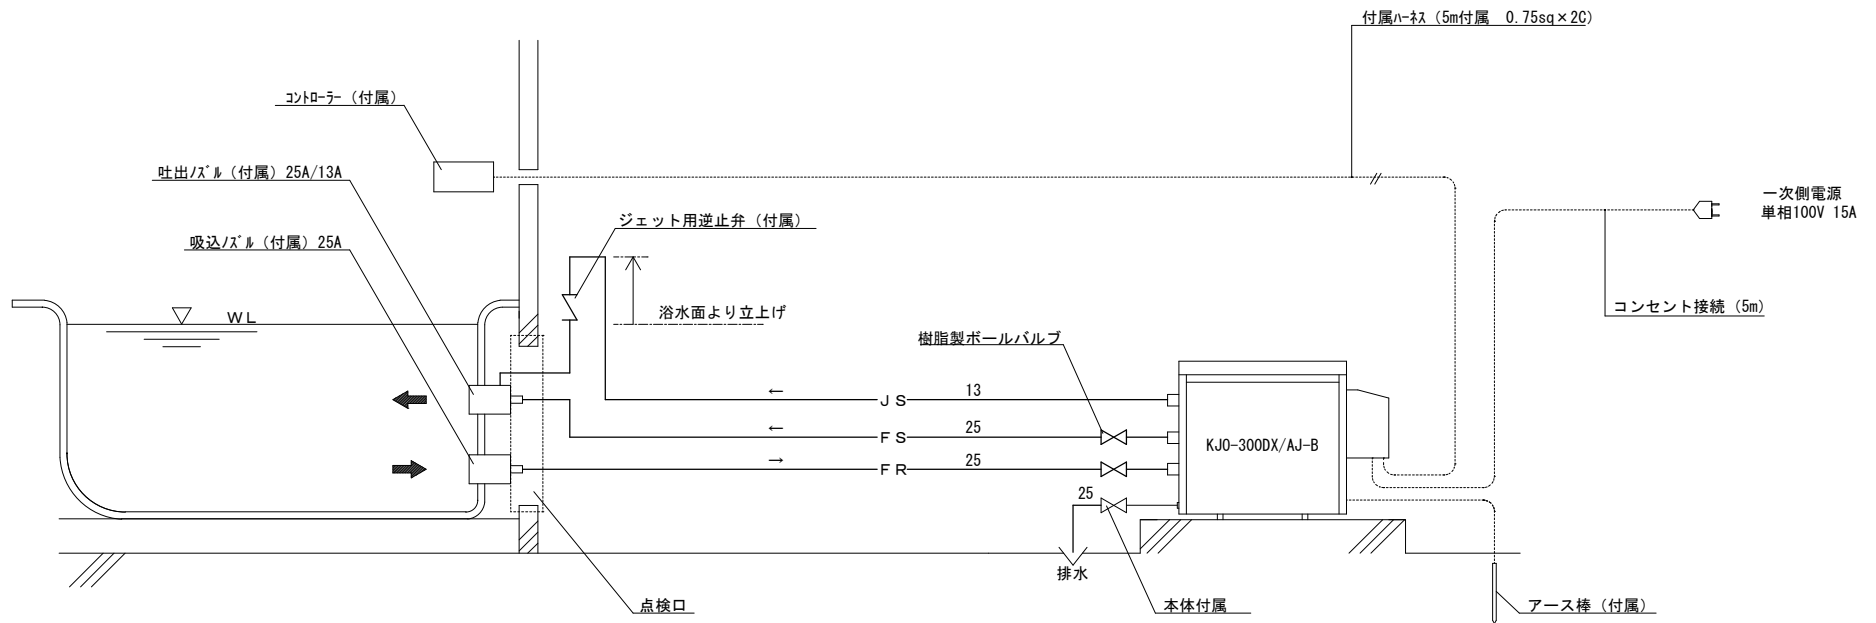 付属ﾊｰﾈｽ（5m付属　0.75sq×2C）
ｺﾝﾄﾛｰﾗｰ（付属）
吐出ﾉｽﾞﾙ（付属）25A/13A
一次側電源
単相100V 15A
ジェット用逆止弁（付属）
吸込ﾉｽﾞﾙ（付属）25A
コンセント接続（5m）
浴水面より立上げ
ＷＬ
樹脂製ボールバルブ
←
ＪＳ
13
←
ＦＳ
25
KJO-300DX/AJ-B
→
ＦＲ
25
25
排水
点検口
本体付属
アース棒（付属）